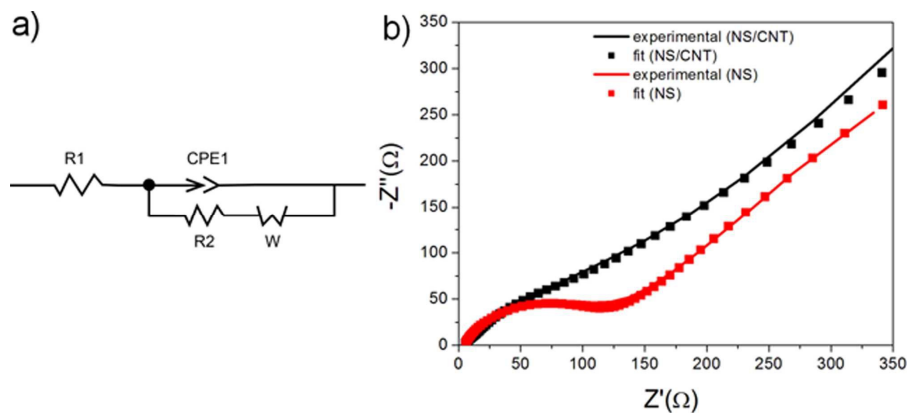 a)
R1
CPE1
R2
W
b)
experimental (NS/CNT)
fit (NS/CNT)
experimental (NS)
fit (NS)
-Z''(Ω)
350
300
250
200
150
100
50
0
0 50 100 150 200 250 300 350
Z'(Ω)